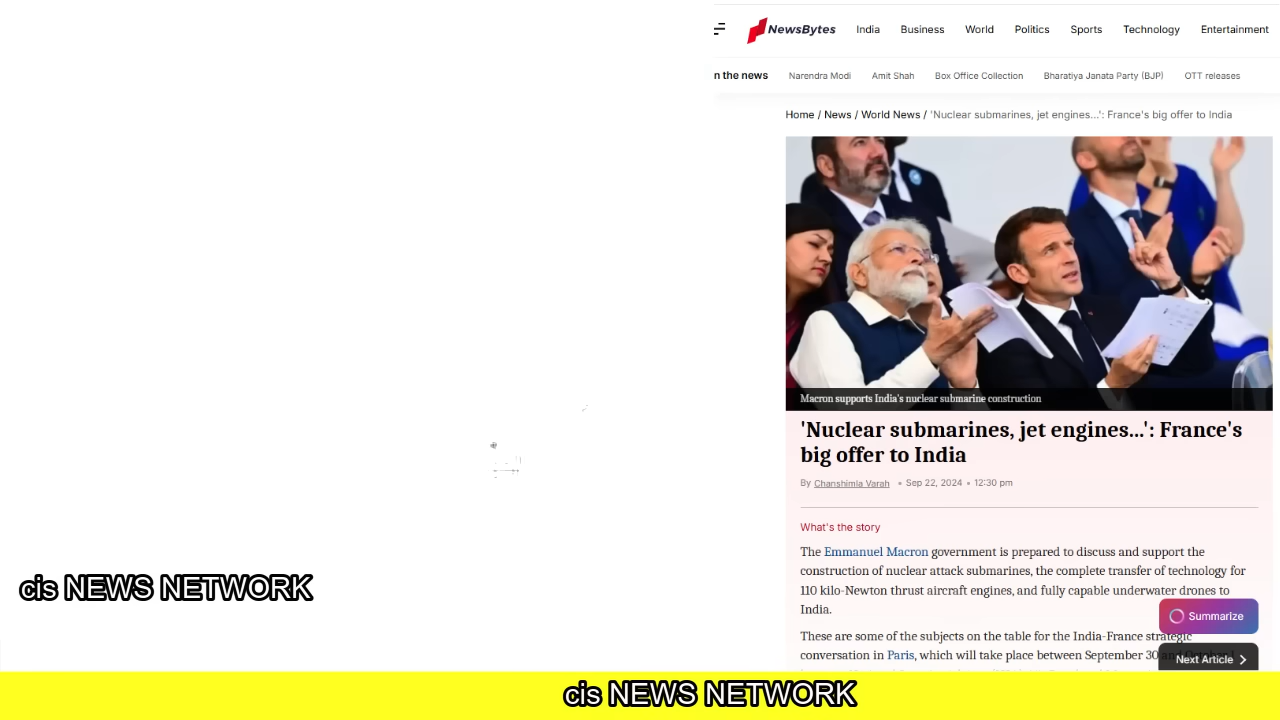 NewsBytes India Business World Politics Sports Technology Entertainment
n the news Narendra Modi Amit Shah Box Office Collection Bharatiya Janata Party (BJP) OTT releases
Home / News / World News / 'Nuclear submarines, jet engines...': France's big offer to India
Macron supports India's nuclear submarine construction
'Nuclear submarines, jet engines...': France's
big offer to India
By Chanshimla Varah • Sep 22, 2024 • 12:30 pm
What's the story
The Emmanuel Macron government is prepared to discuss and support the
construction of nuclear attack submarines, the complete transfer of technology for
110 kilo-Newton thrust aircraft engines, and fully capable underwater drones to
India.
Summarize
These are some of the subjects on the table for the India-France strategic
conversation in Paris, which will take place between September 30 and October 1
Next Article
cis NEWS NETWORK
cis NEWS NETWORK